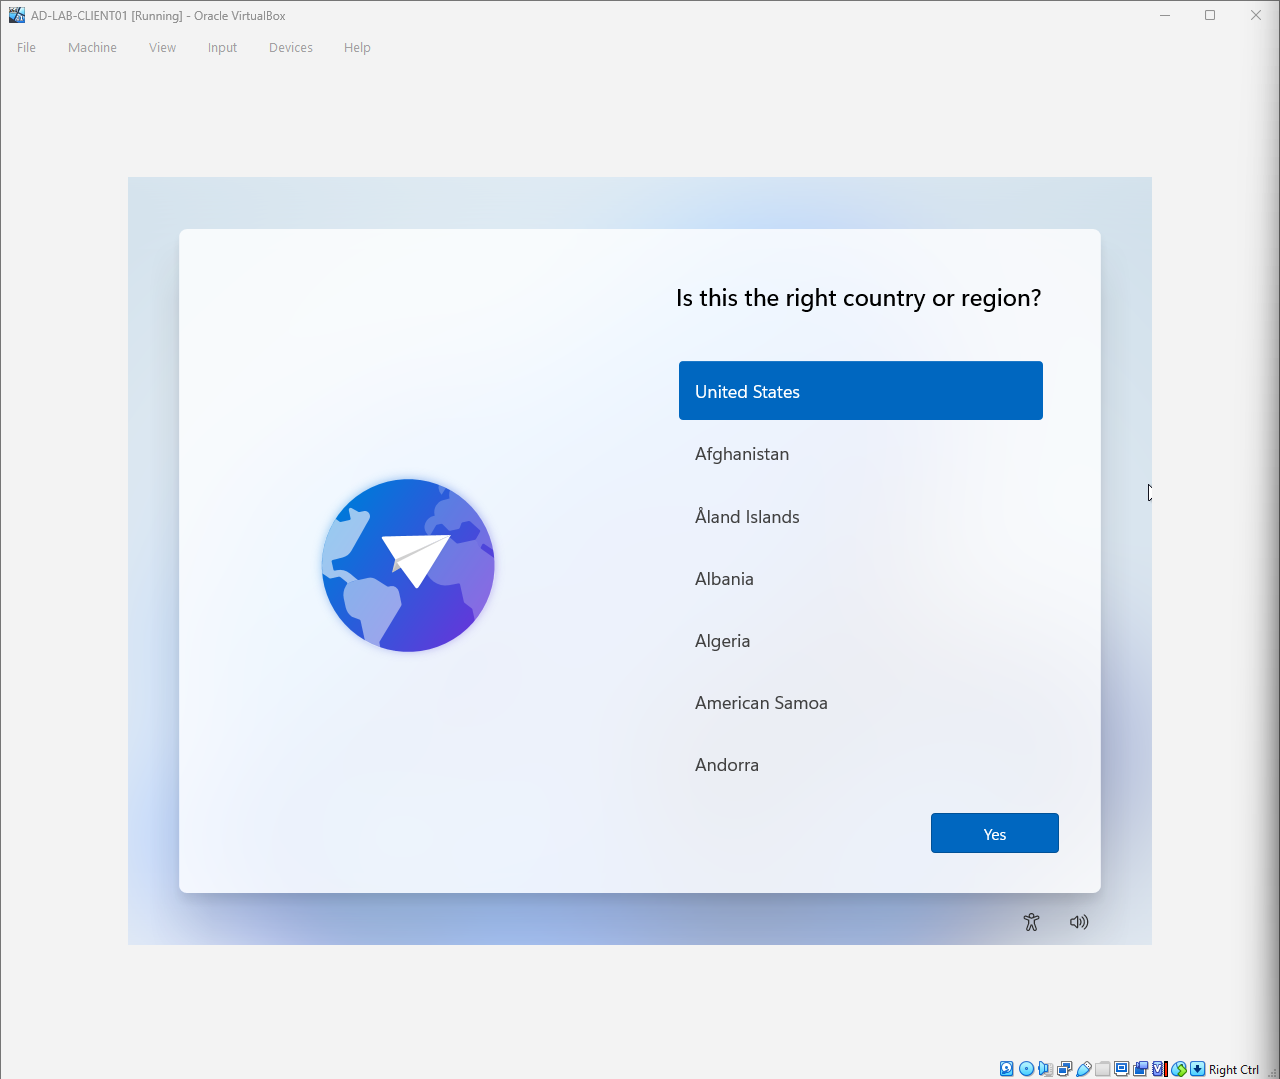 AD-LAB-CLIENT01 [Running] - Oracle VirtualBox
File Machine View Input Devices Help
Is this the right country or region?
United States
Afghanistan
Åland Islands
Albania
Algeria
American Samoa
Andorra
Yes
Right Ctrl